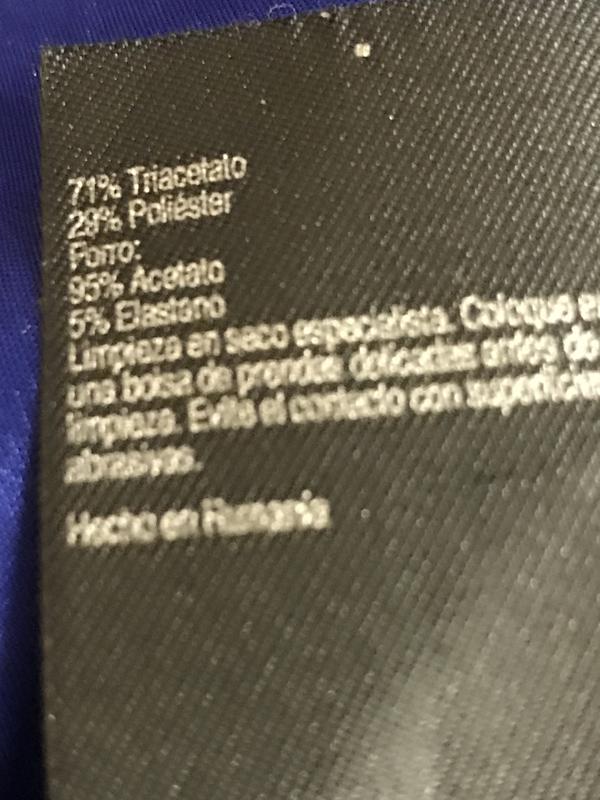 71% Triacetato
29% Poliéster
Forro:
95% Acetato
5% Elastano
Limpieza en seco especialista. Coloque en
una bolsa de prendas delicadas antes de
limpieza. Evite el contacto con superficies
abrasivas.
Hecho en Rumania